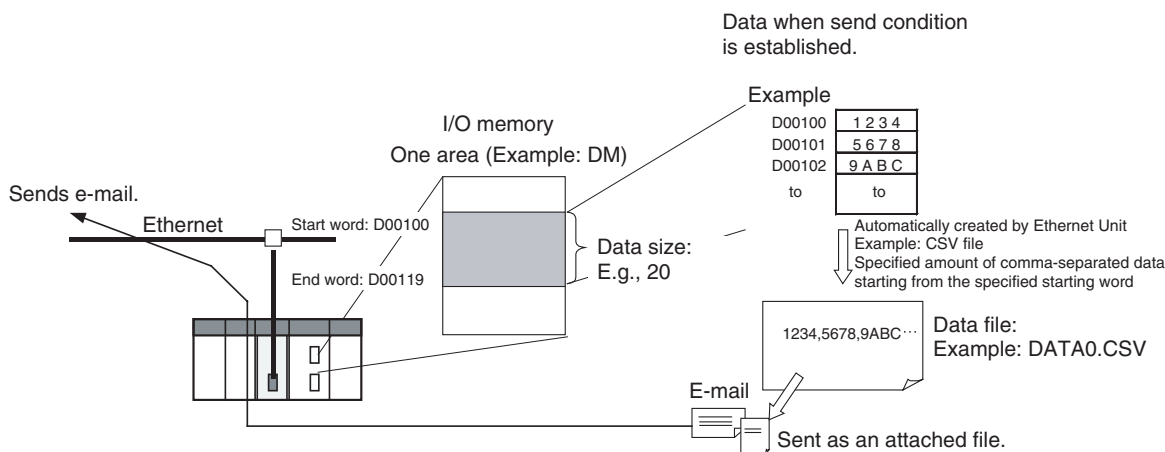 Data when send condition
is established.
Example
D00100 1 2 3 4
D00101 5 6 7 8
D00102 9 A B C
to to
I/O memory
One area (Example: DM)
Sends e-mail.
Ethernet
Start word: D00100
End word: D00119
Data size:
E.g., 20
Automatically created by Ethernet Unit
Example: CSV file
Specified amount of comma-separated data
starting from the specified starting word
1234,5678,9ABC···
Data file:
Example: DATA0.CSV
E-mail
Sent as an attached file.